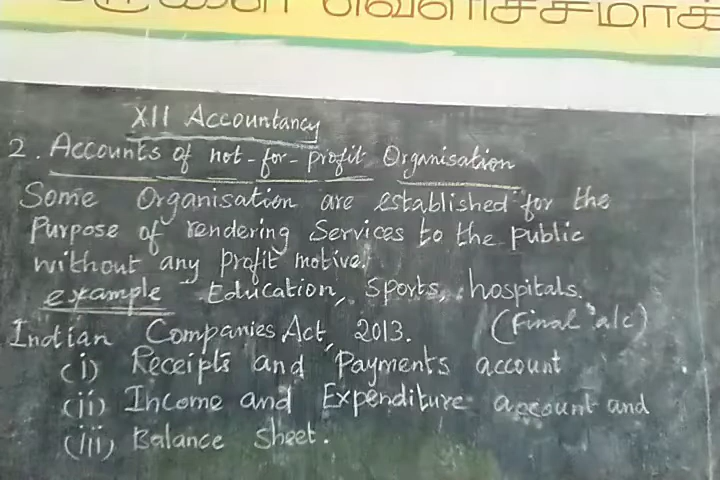 வெளிச்சமாக
XII Accountancy
2. Accounts of not-for-profit Organisation
Some Organisation are established for the
Purpose of rendering Services to the public
without any profit motive.
example Education, Sports, hospitals.
Indian Companies Act, 2013. (Final a/c)
(i) Receipts and Payments account
(ii) Income and Expenditure account and
(iii) Balance Sheet.